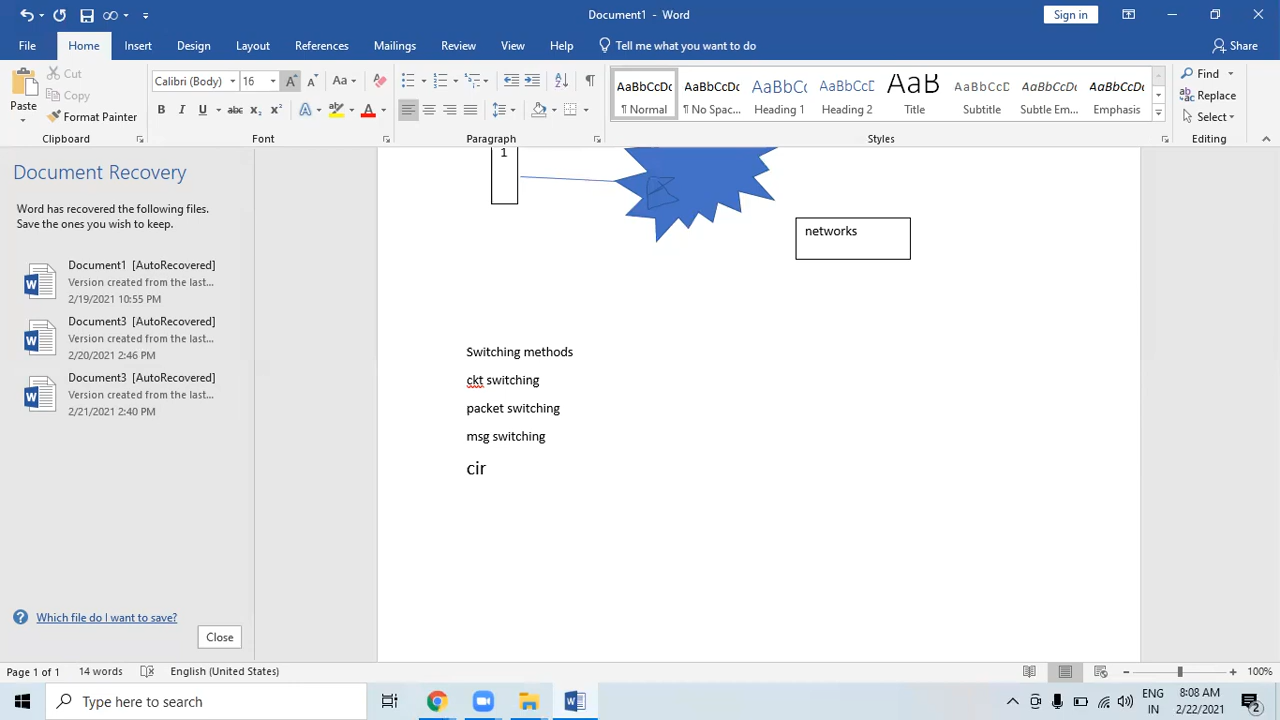 Document1 - Word
Sign in
File Home Insert Design Layout References Mailings Review View Help Tell me what you want to do Share
Paste
Cut
Copy
Format Painter
Clipboard
Calibri (Body) 16
Font
Paragraph
AaBbCcDc
¶ Normal
AaBbCcDc
¶ No Spac...
AaBbCc
Heading 1
AaBbCcD
Heading 2
AaB
Title
AaBbCcD
Subtitle
AaBbCcDc
Subtle Em...
AaBbCcDc
Emphasis
Styles
Find
Replace
Select
Editing
Document Recovery
Word has recovered the following files.
Save the ones you wish to keep.
Document1 [AutoRecovered]
Version created from the last...
2/19/2021 10:55 PM
Document3 [AutoRecovered]
Version created from the last...
2/20/2021 2:46 PM
Document3 [AutoRecovered]
Version created from the last...
2/21/2021 2:40 PM
Which file do I want to save?
Close
1
networks
Switching methods
ckt switching
packet switching
msg switching
cir
Page 1 of 1 14 words English (United States) 100%
Type here to search
ENG
IN
8:08 AM
2/22/2021
2